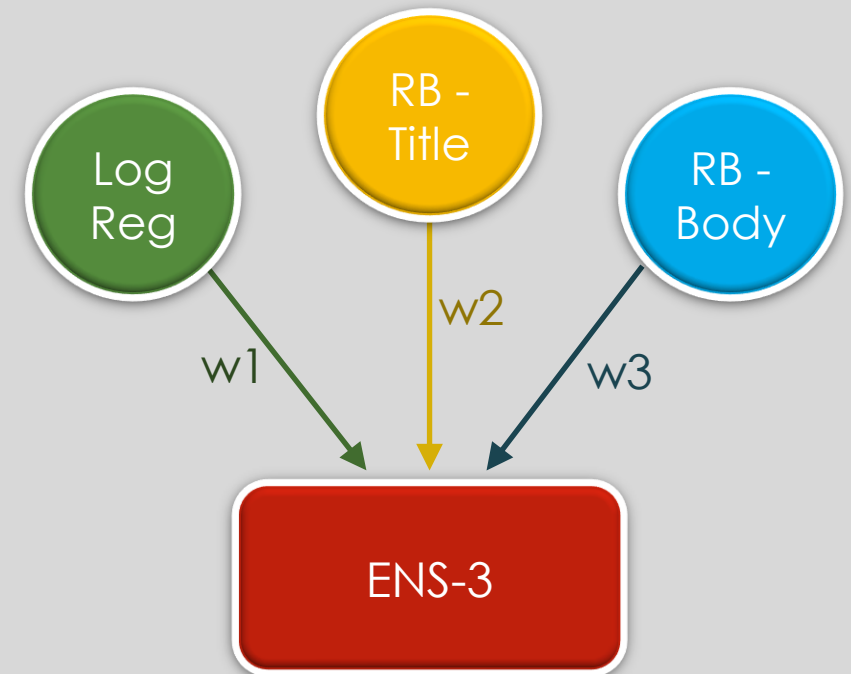 RB -
Title
Log
Reg
RB -
Body
w1
w2
w3
ENS-3